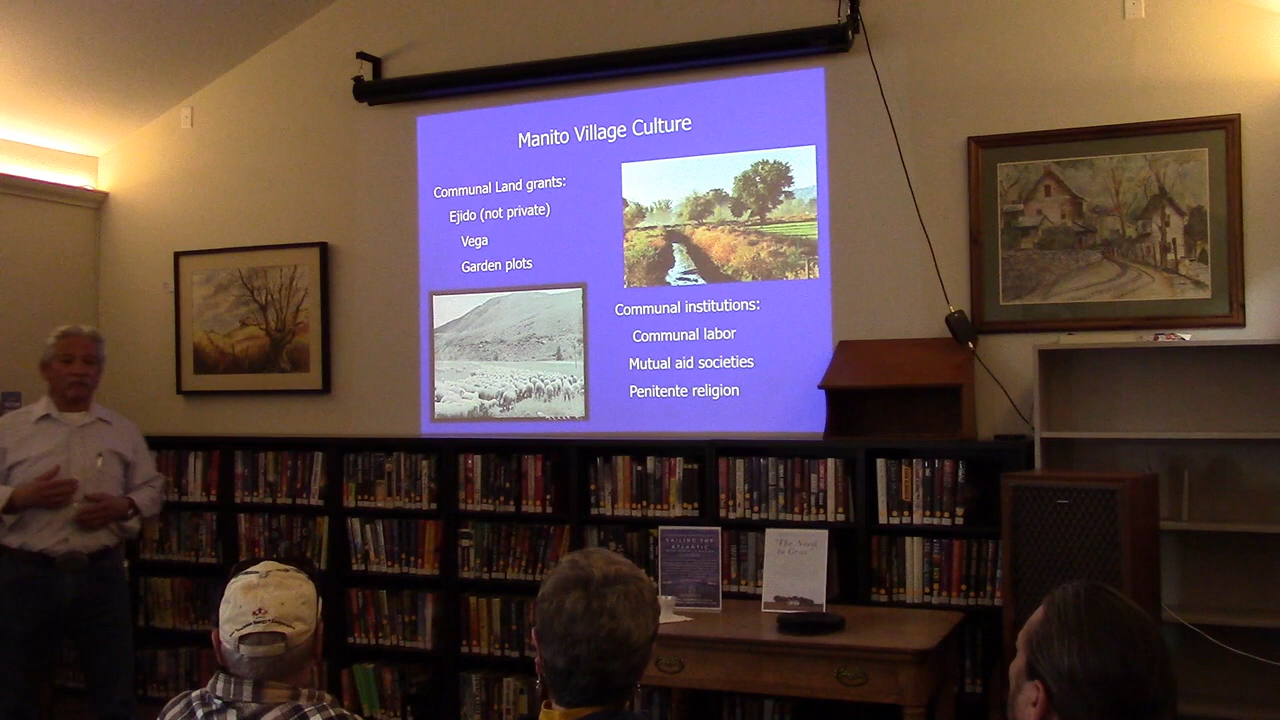 Manito Village Culture
Communal Land grants:
Ejido (not private)
Vega
Garden plots
Communal institutions:
Communal labor
Mutual aid societies
Penitente religion
SAILING THE
ATLANTIC
"The Need
to Graze"